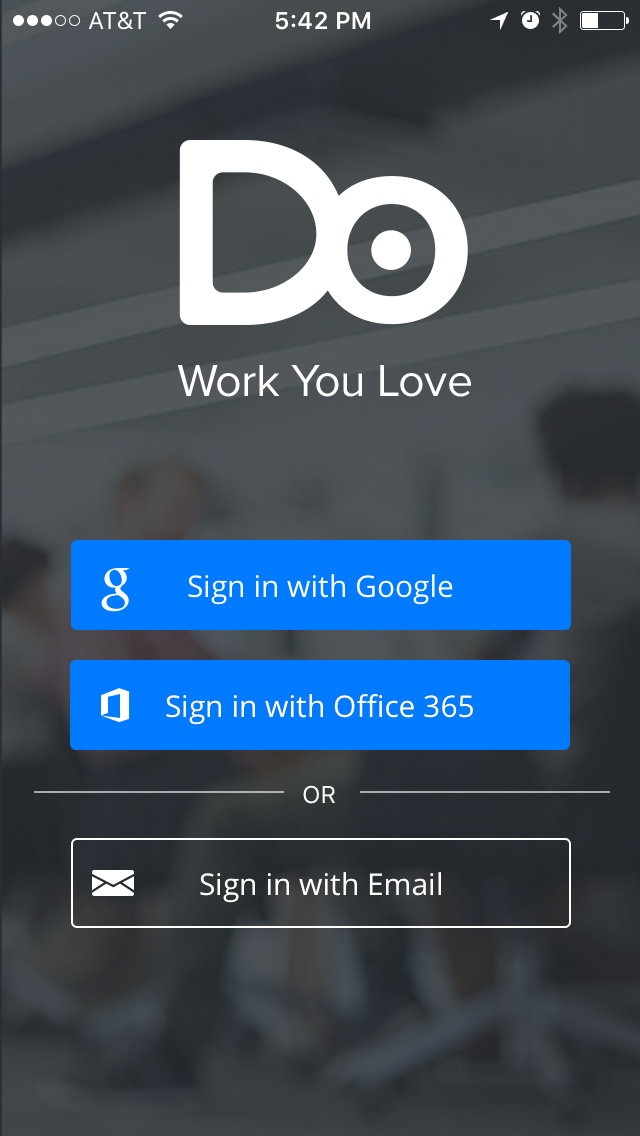 AT&T 5:42 PM
Do
Work You Love
g Sign in with Google
Sign in with Office 365
OR
Sign in with Email